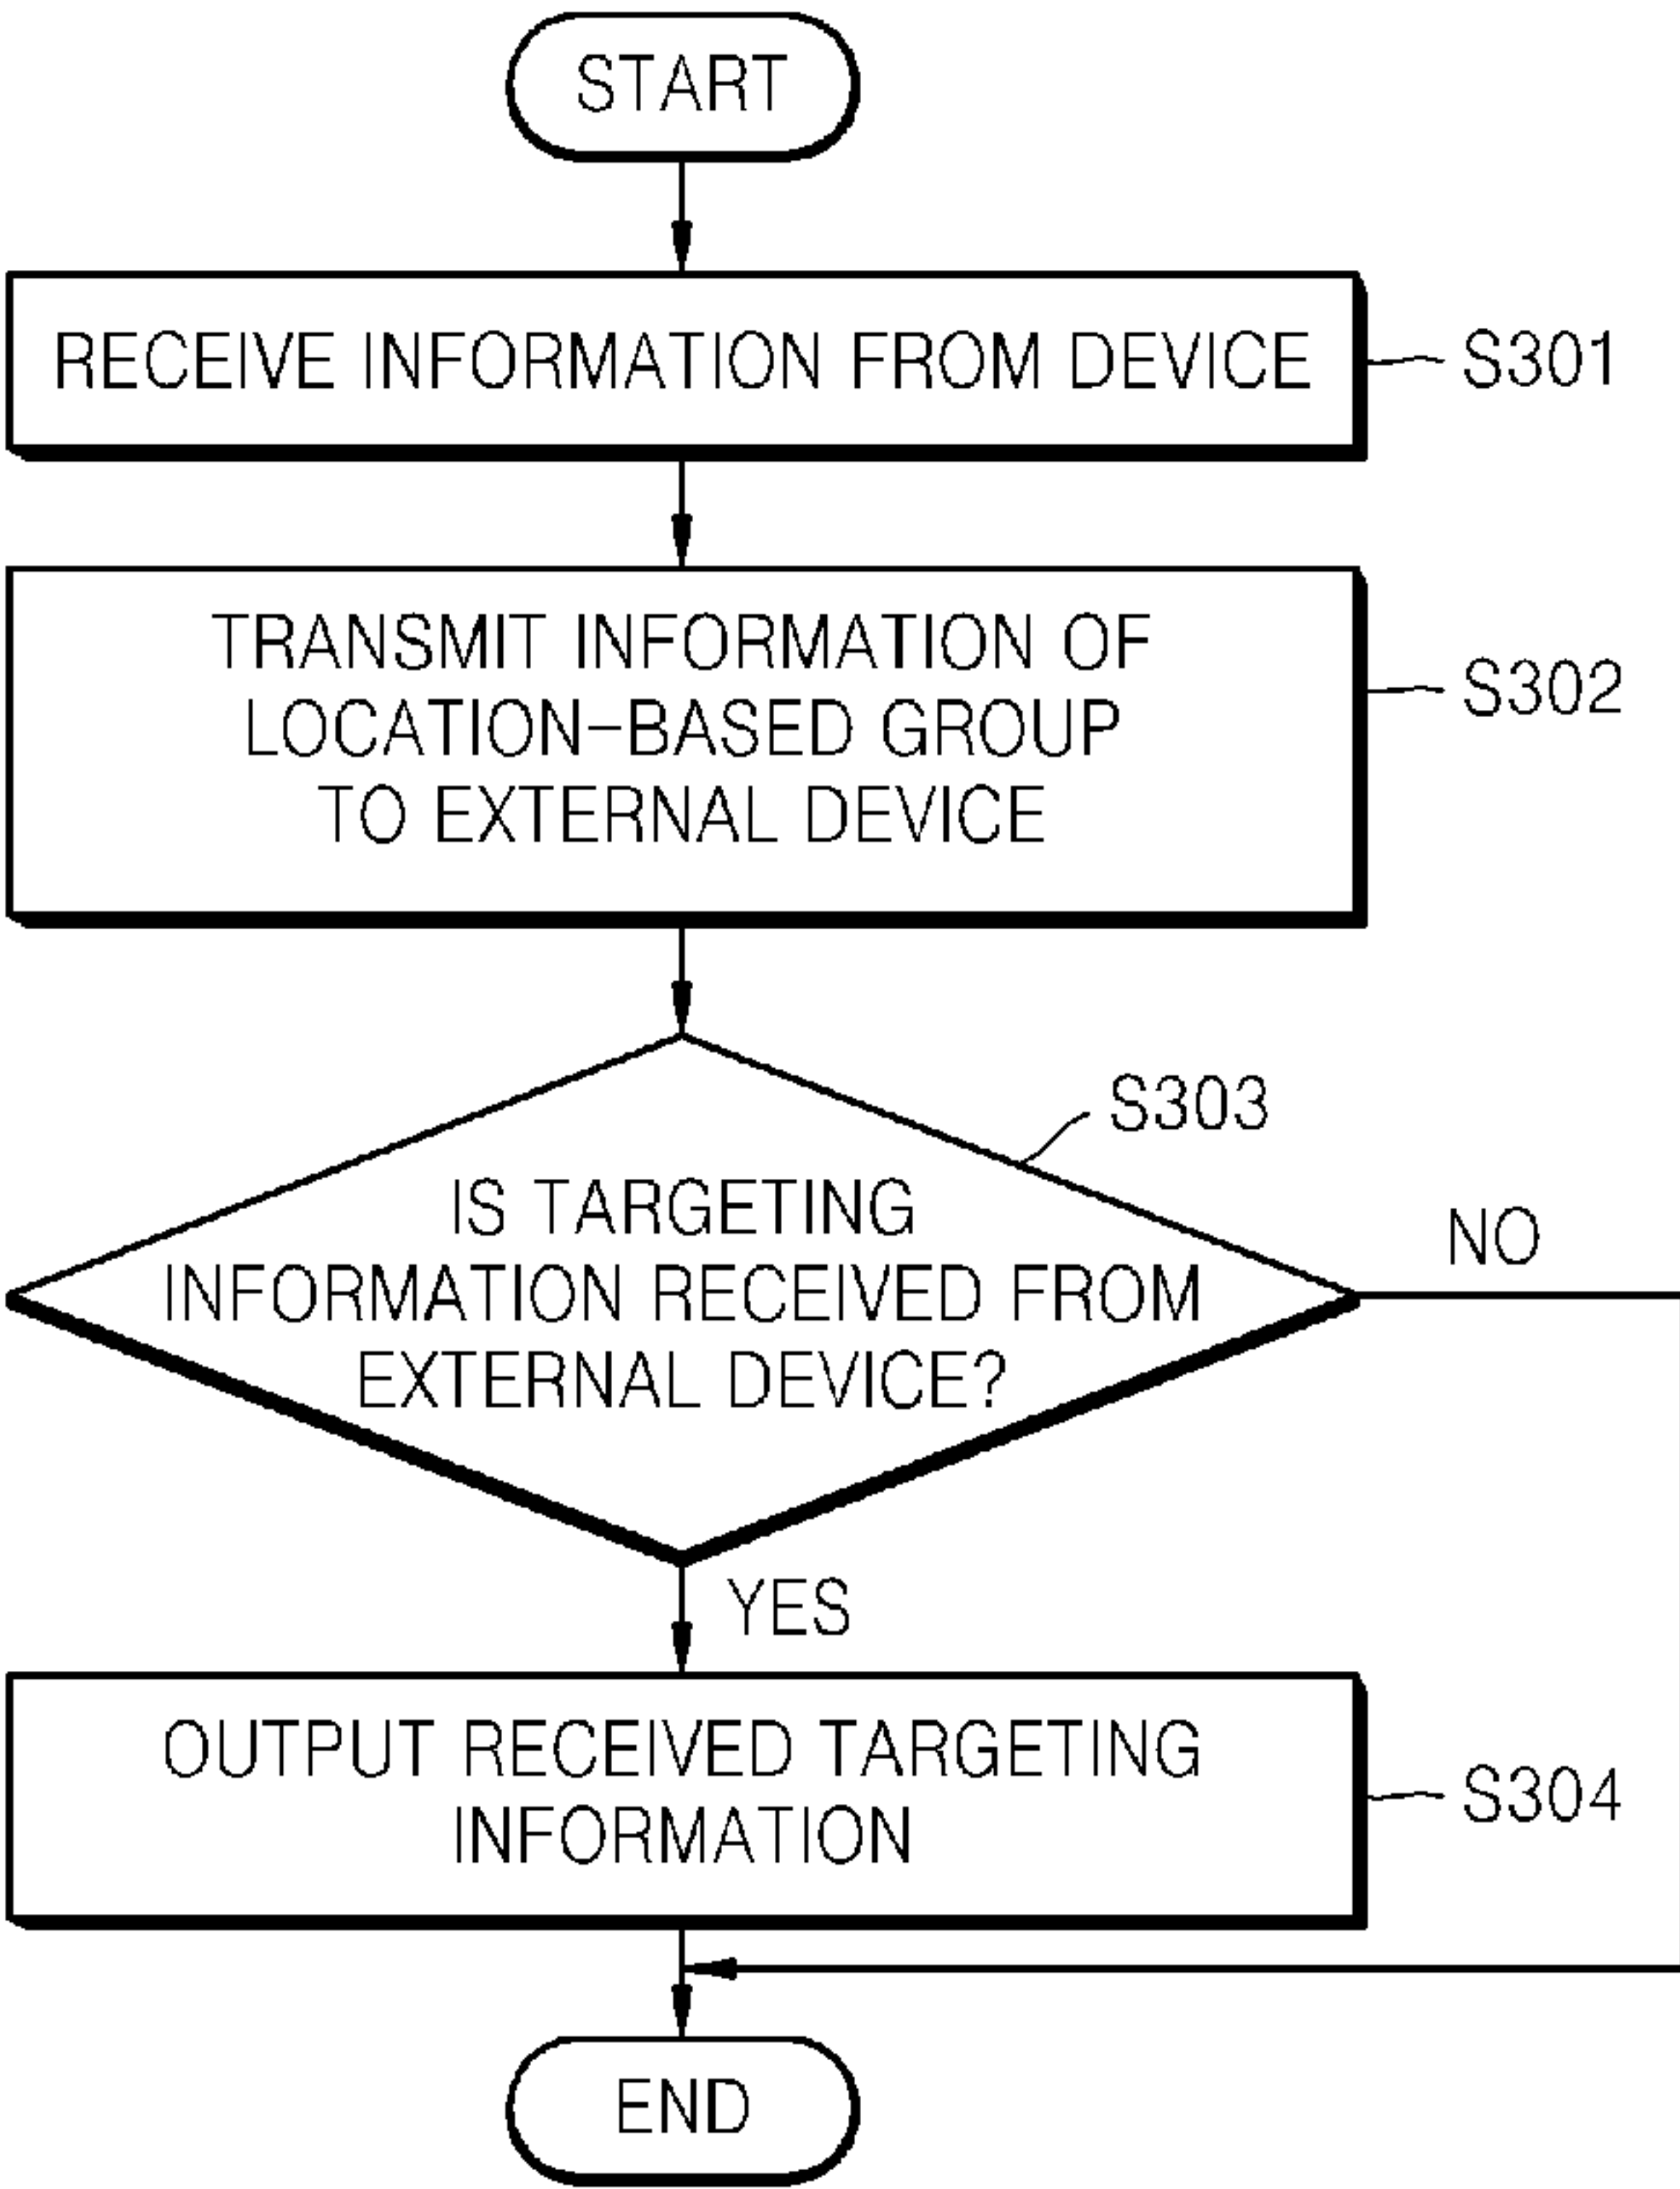 START
RECEIVE INFORMATION FROM DEVICE
S301
TRANSMIT INFORMATION OF
LOCATION-BASED GROUP
TO EXTERNAL DEVICE
S302
S303
IS TARGETING
INFORMATION RECEIVED FROM
EXTERNAL DEVICE?
NO
YES
OUTPUT RECEIVED TARGETING
INFORMATION
S304
END